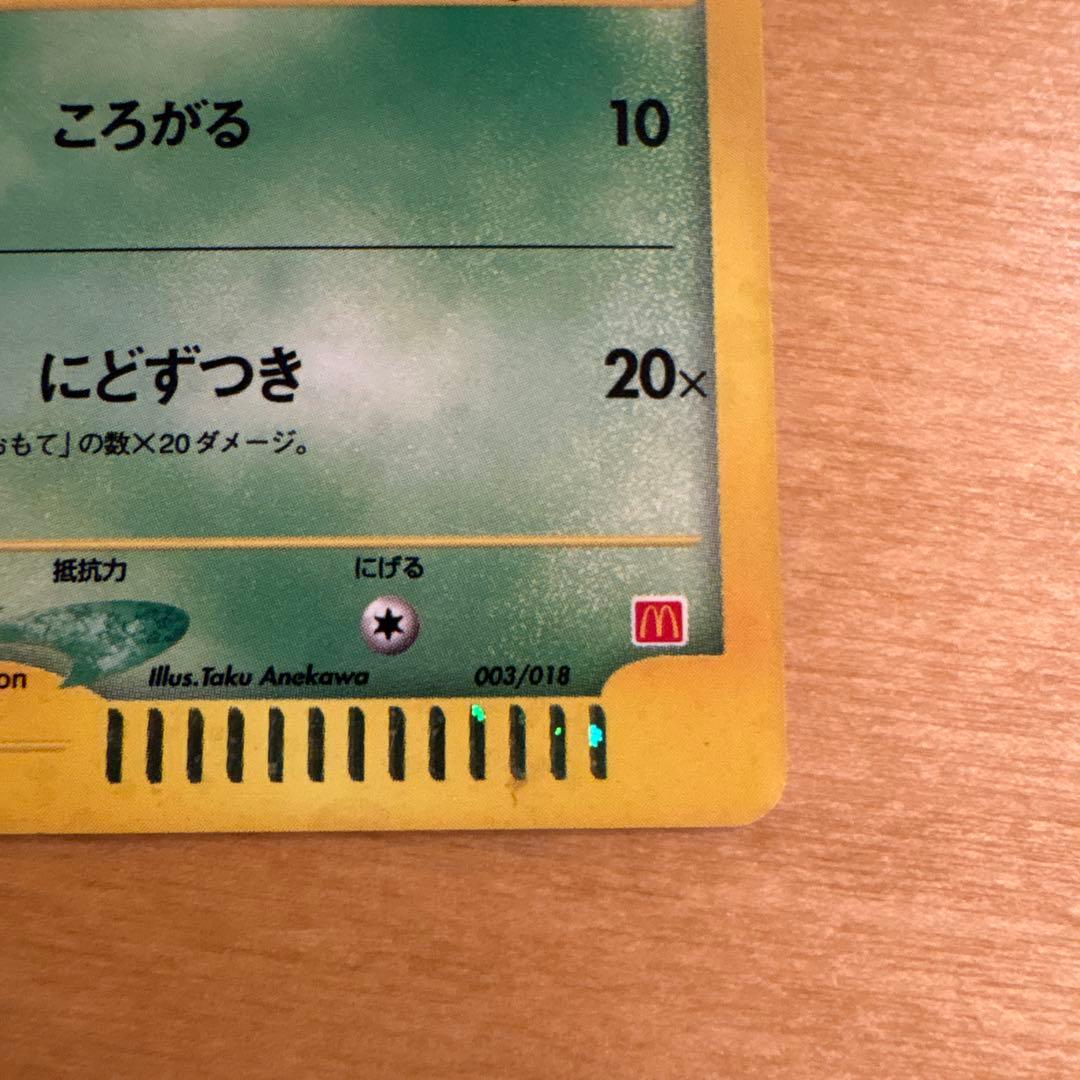 ころがる 10
にどずつき 20×
おもて」の数×20ダメージ。
抵抗力 にげる
on Illus.Taku Anekawa 003/018